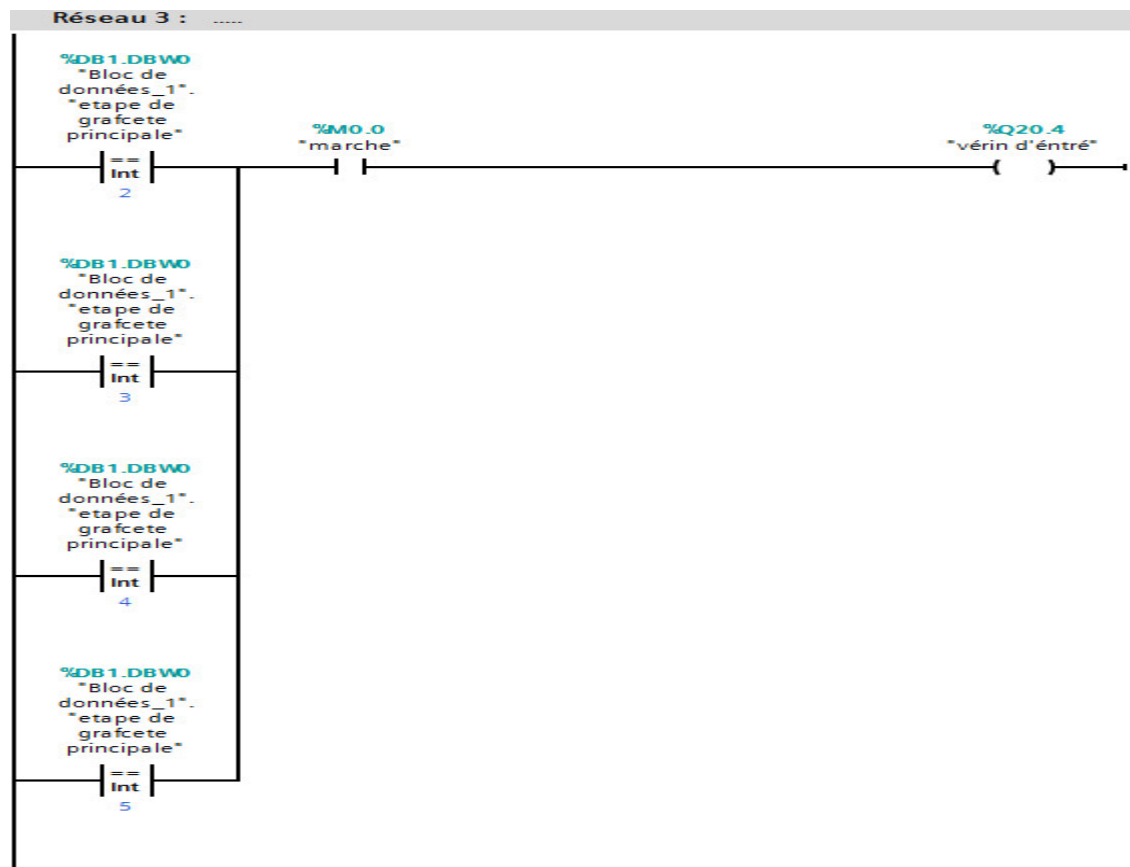 Réseau 3 : .....
%DB1.DBW0
"Bloc de
données_1".
"etape de
grafcete
principale"
==
Int
2
%M0.0
"marche"
%Q20.4
"vérin d'éntré"
%DB1.DBW0
"Bloc de
données_1".
"etape de
grafcete
principale"
==
Int
3
%DB1.DBW0
"Bloc de
données_1".
"etape de
grafcete
principale"
==
Int
4
%DB1.DBW0
"Bloc de
données_1".
"etape de
grafcete
principale"
==
Int
5